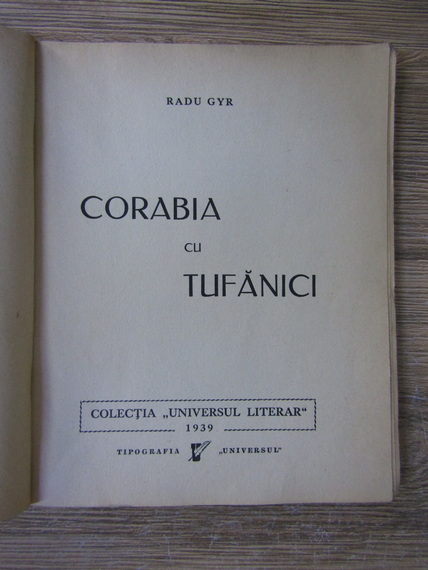 RADU GYR
CORABIA
CU
TUFĂNICI
COLECȚIA „UNIVERSUL LITERAR“
1939
TIPOGRAFIA „UNIVERSUL“